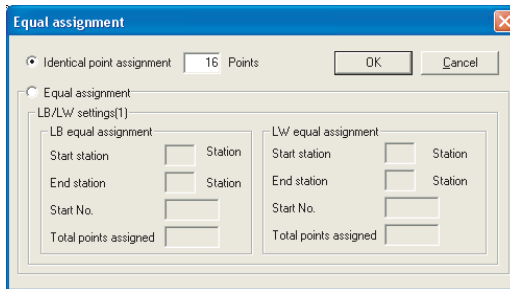 Equal assignment
Identical point assignment 16 Points OK Cancel
Equal assignment
LB/LW settings(1)
LB equal assignment
Start station Station
End station Station
Start No.
Total points assigned
LW equal assignment
Start station Station
End station Station
Start No.
Total points assigned